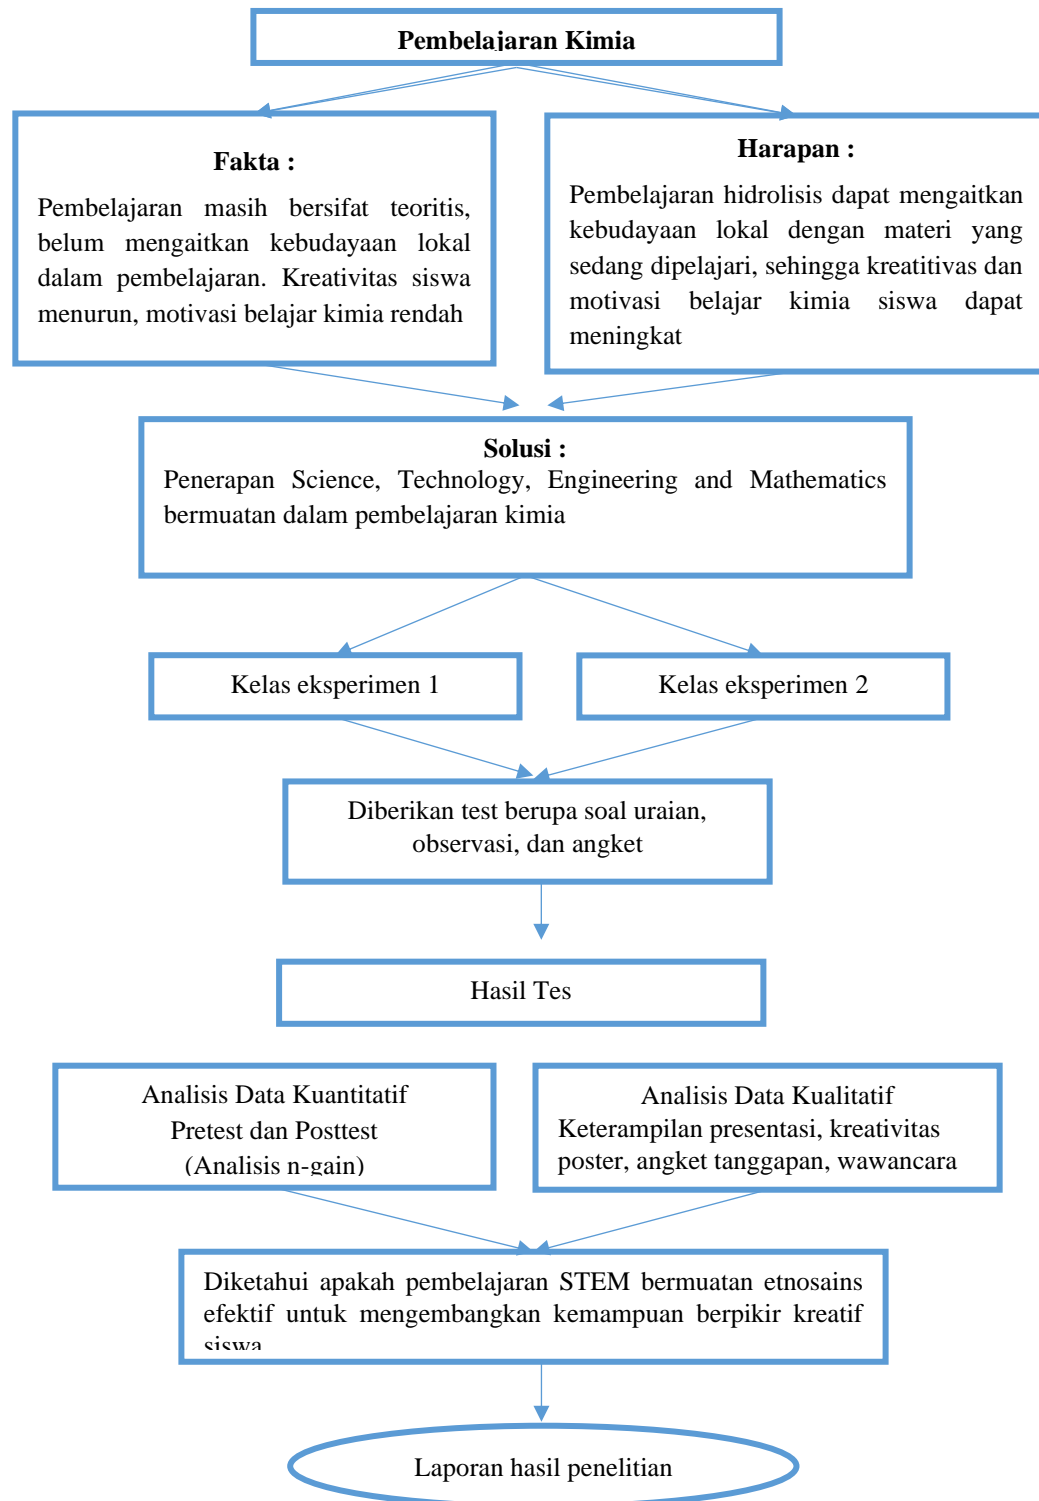 Pembelajaran Kimia
Fakta :
Pembelajaran masih bersifat teoritis,
belum mengaitkan kebudayaan lokal
dalam pembelajaran. Kreativitas siswa
menurun, motivasi belajar kimia rendah
Harapan :
Pembelajaran hidrolisis dapat mengaitkan
kebudayaan lokal dengan materi yang
sedang dipelajari, sehingga kreatitivas dan
motivasi belajar kimia siswa dapat
meningkat
Solusi :
Penerapan Science, Technology, Engineering and Mathematics
bermuatan dalam pembelajaran kimia
Kelas eksperimen 1
Kelas eksperimen 2
Diberikan test berupa soal uraian,
observasi, dan angket
Hasil Tes
Analisis Data Kuantitatif
Pretest dan Posttest
(Analisis n-gain)
Analisis Data Kualitatif
Keterampilan presentasi, kreativitas
poster, angket tanggapan, wawancara
Diketahui apakah pembelajaran STEM bermuatan etnosains
efektif untuk mengembangkan kemampuan berpikir kreatif
siswa
Laporan hasil penelitian